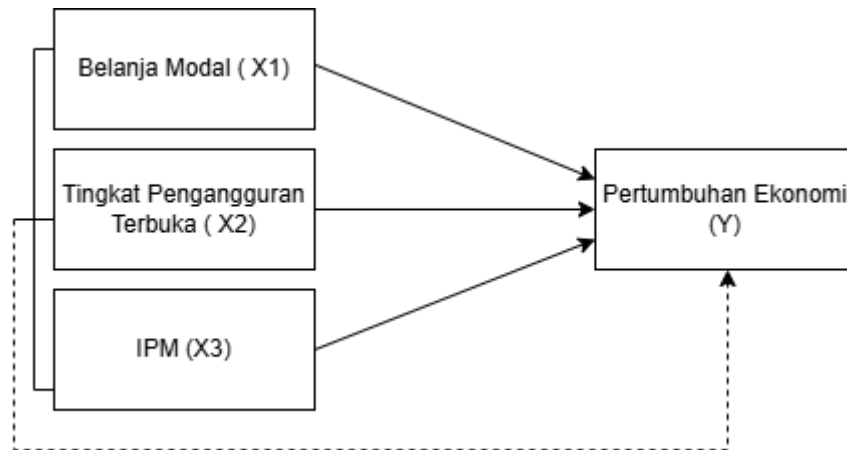 Belanja Modal ( X1)
Tingkat Pengangguran
Terbuka ( X2)
Pertumbuhan Ekonomi
(Y)
IPM (X3)